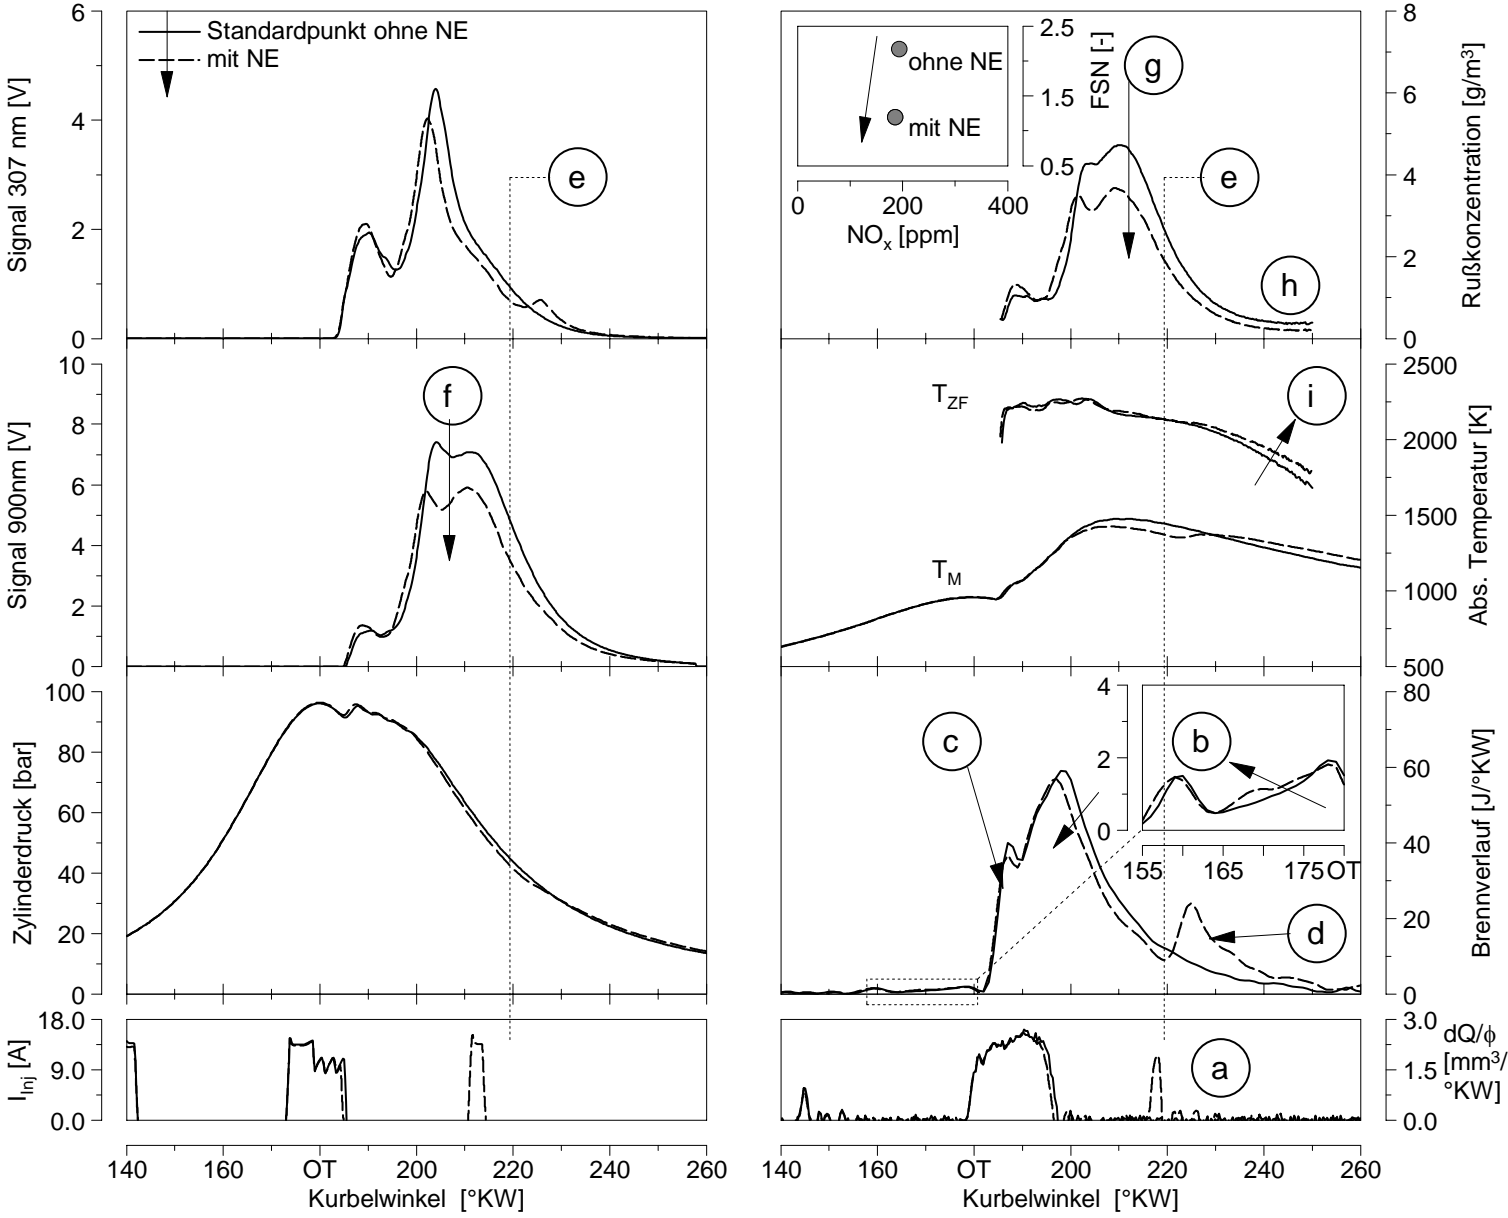 Standardpunkt ohne NE
mit NE
Signal 307 nm [V]
6
4
2
0
e
Signal 900nm [V]
10
8
6
4
2
0
f
Zylinderdruck [bar]
100
80
60
40
20
0
I_Inj [A]
18.0
9.0
0.0
140
160
OT
200
220
240
260
Kurbelwinkel [°KW]
ohne NE
mit NE
FSN [-]
2.5
1.5
0.5
0
200
400
NO_x [ppm]
g
e
h
8
6
4
2
0
Rußkonzentration [g/m³]
T_ZF
T_M
i
2500
2000
1500
1000
500
Abs. Temperatur [K]
c
b
d
4
2
0
155
165
175
OT
80
60
40
20
0
Brennverlauf [J/°KW]
a
3.0
1.5
0.0
dQ/ϕ
[mm³/
°KW]
140
160
OT
200
220
240
260
Kurbelwinkel [°KW]